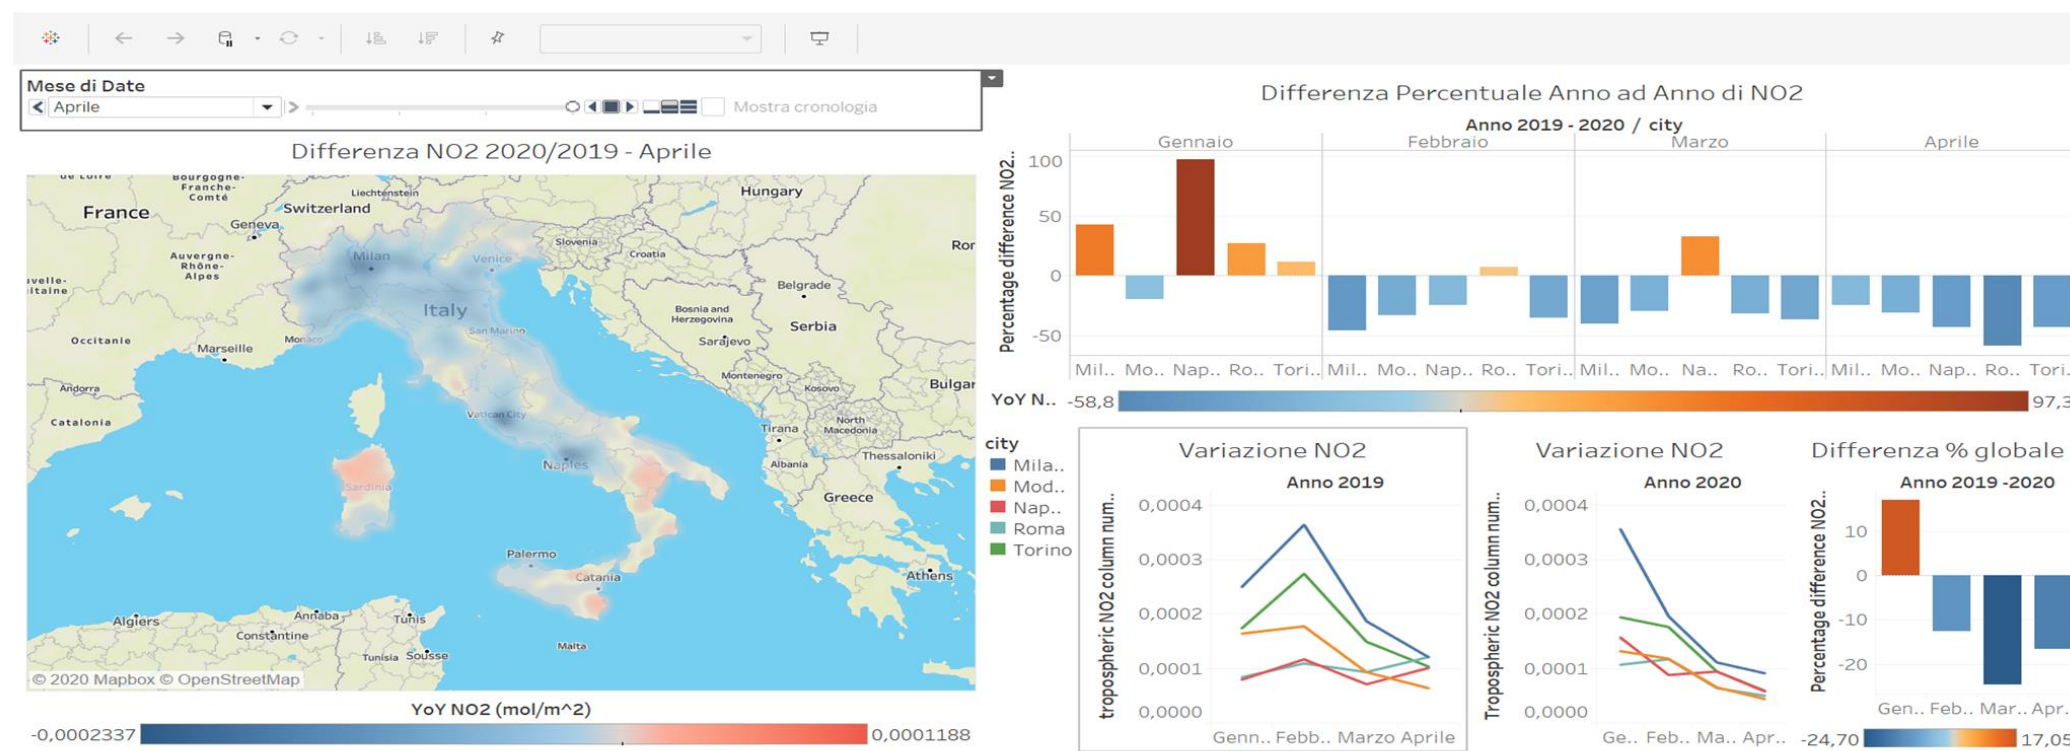 Mese di Date
Aprile
Mostra cronologia
Differenza NO2 2020/2019 - Aprile
Bourgogne-
Franche-
Comté
Liechtenstein
Hungary
France
Switzerland
Geneva
Slovenia
Croatia
Auvergne-
Rhône-
Alpes
Milan
Venice
Belgrade
Italy
Bosnia and
Herzegovina
Serbia
San Marino
Occitanie
Marseille
Monaco
Sarajevo
Andorra
Montenegro
Kosovo
Bulgar
Catalonia
Vatican City
North
Macedonia
Tirana
Naples
Albania
Thessaloniki
Sardinia
Greece
Palermo
Catania
Athens
Algiers
Annaba
Tunis
Constantine
Malta
Tunisia
Sousse
© 2020 Mapbox © OpenStreetMap
YoY NO2 (mol/m^2)
-0,0002337
0,0001188
Differenza Percentuale Anno ad Anno di NO2
Anno 2019 - 2020 / city
Gennaio Febbraio Marzo Aprile
Percentage difference NO2..
100
50
0
-50
Mil.. Mo.. Nap.. Ro.. Tori.. Mil.. Mo.. Nap.. Ro.. Tori.. Mil.. Mo.. Na.. Ro.. Tori.. Mil.. Mo.. Nap.. Ro.. Tori.
YoY N.. -58,8 97,3
city
Mila..
Mod..
Nap..
Roma
Torino
Variazione NO2
Anno 2019
tropospheric NO2 column num..
0,0004
0,0003
0,0002
0,0001
0,0000
Genn.. Febb.. Marzo Aprile
Variazione NO2
Anno 2020
Tropospheric NO2 column num..
0,0004
0,0003
0,0002
0,0001
0,0000
Ge.. Feb.. Ma.. Apr..
Differenza % globale
Anno 2019 -2020
Percentage difference NO2..
10
0
-10
-20
Gen.. Feb.. Mar.. Apr.
-24,70 17,05